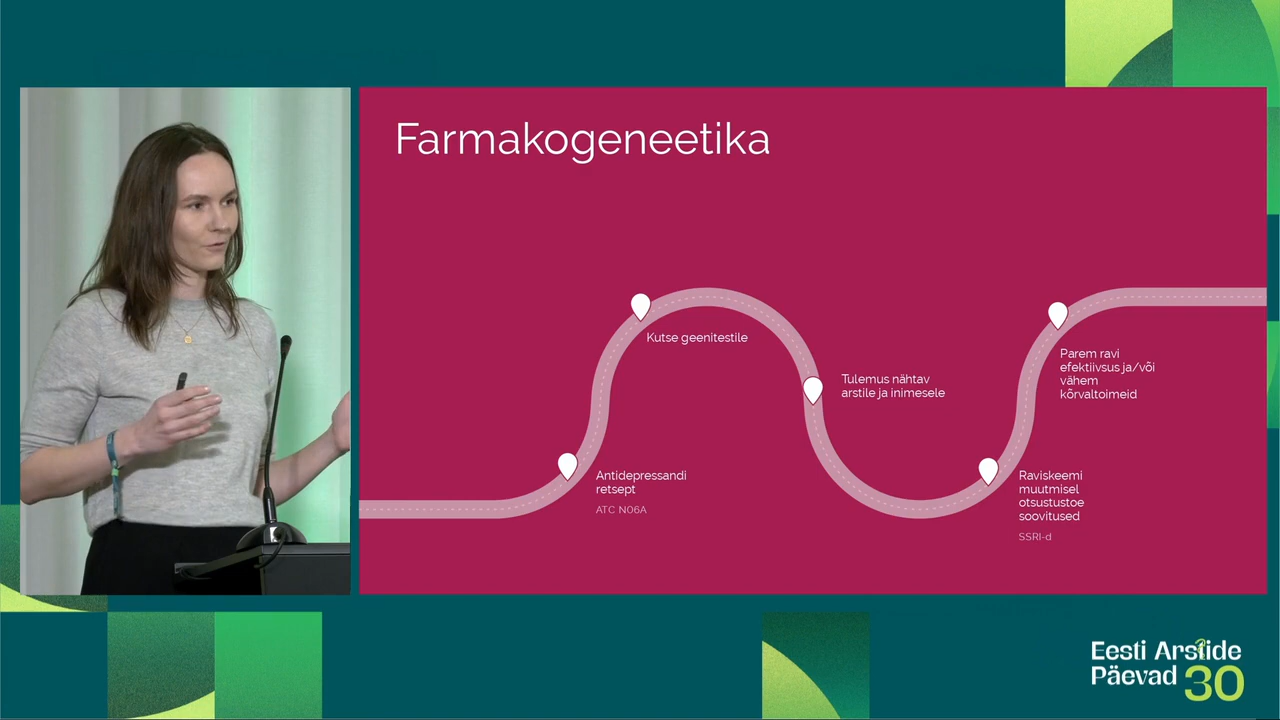 Farmakogeneetika
Kutse geenitestile
Tulemus nähtav
arstile ja inimesele
Parem ravi
efektiivsus ja/või
vähem
kõrvaltoimeid
Antidepressandi
retsept
ATC N06A
Raviskeemi
muutmisel
otsustustoe
soovitused
SSRI-d
Eesti Arstide
Päevad 30